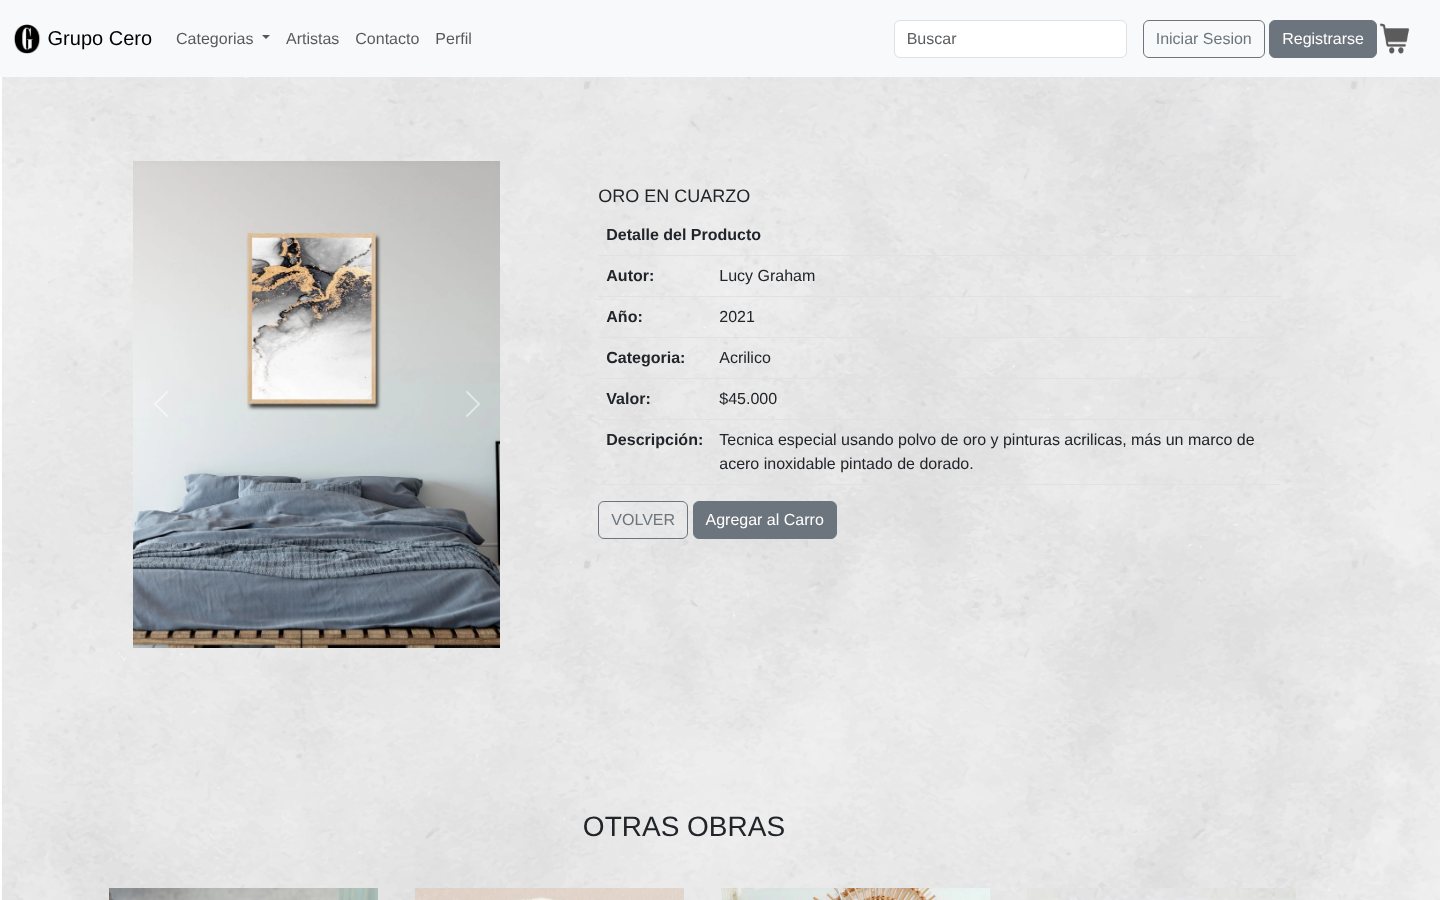 Grupo Cero
Categorias
Artistas
Contacto
Perfil
Buscar
Iniciar Sesion
Registrarse
ORO EN CUARZO
Detalle del Producto
Autor: Lucy Graham
Año: 2021
Categoria: Acrilico
Valor: $45.000
Descripción: Tecnica especial usando polvo de oro y pinturas acrilicas, más un marco de
acero inoxidable pintado de dorado.
VOLVER
Agregar al Carro
OTRAS OBRAS